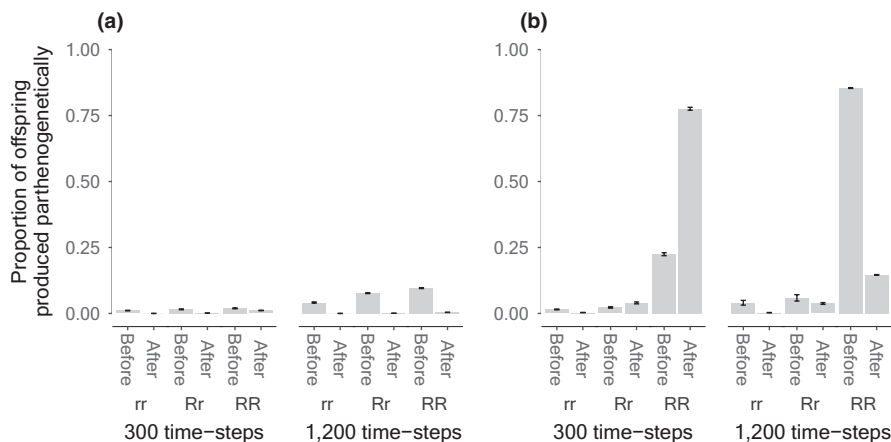 (a)
(b)
Proportion of offspring
produced parthenogenetically
1.00
0.75
0.50
0.25
0.00
Before After Before After Before After
rr Rr RR
300 time–steps
Before After Before After Before After
rr Rr RR
1,200 time–steps
1.00
0.75
0.50
0.25
0.00
Before After Before After Before After
rr Rr RR
300 time–steps
Before After Before After Before After
rr Rr RR
1,200 time–steps